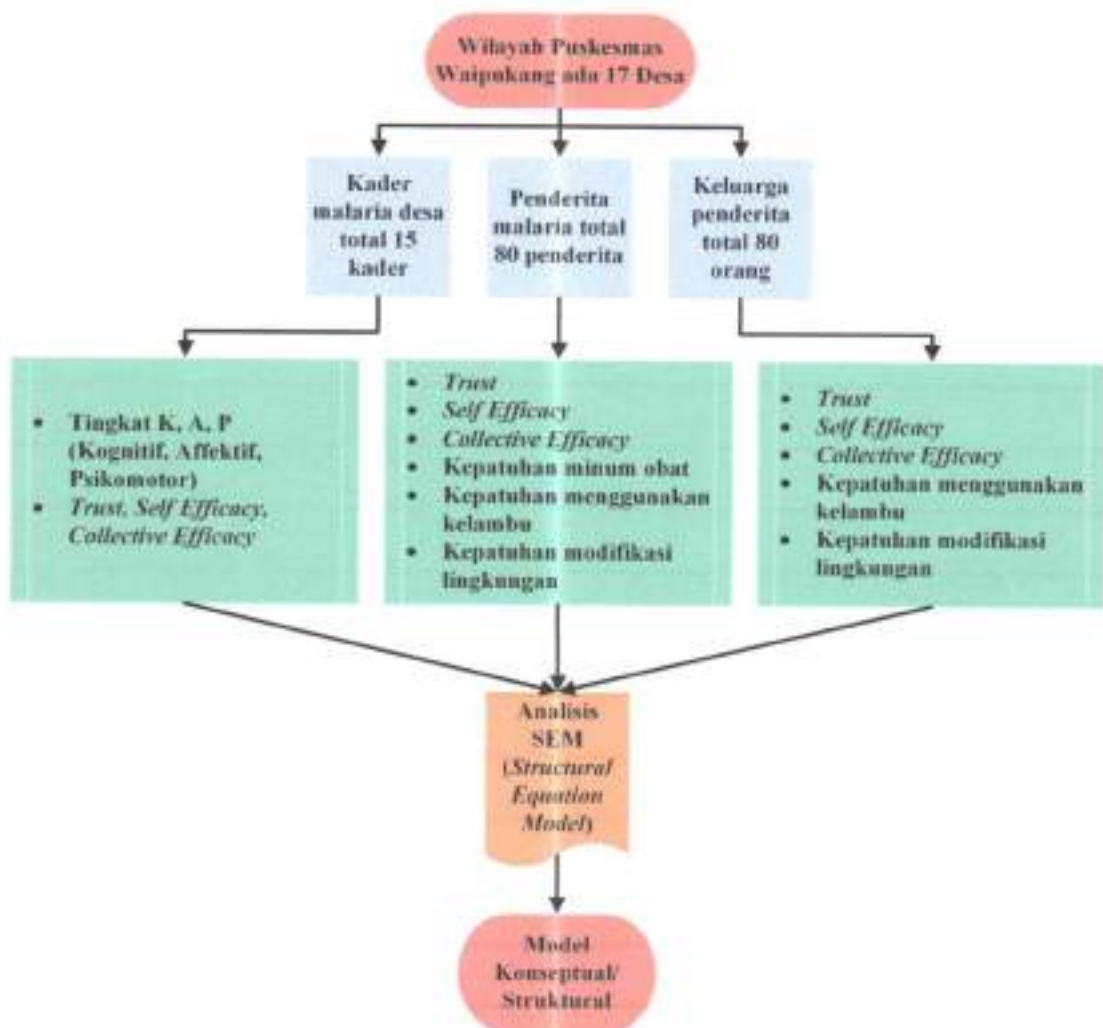 Wilayah Puskesmas
Waipukang ada 17 Desa
Kader
malaria desa
total 15
kader
Penderita
malaria total
80 penderita
Keluarga
penderita
total 80
orang
• Tingkat K, A, P
(Kognitif, Affektif,
Psikomotor)
• Trust, Self Efficacy,
Collective Efficacy
• Trust
• Self Efficacy
• Collective Efficacy
• Kepatuhan minum obat
• Kepatuhan menggunakan
kelambu
• Kepatuhan modifikasi
lingkungan
• Trust
• Self Efficacy
• Collective Efficacy
• Kepatuhan menggunakan
kelambu
• Kepatuhan modifikasi
lingkungan
Analisis
SEM
(Structural
Equation
Model)
Model
Konseptual/
Struktural